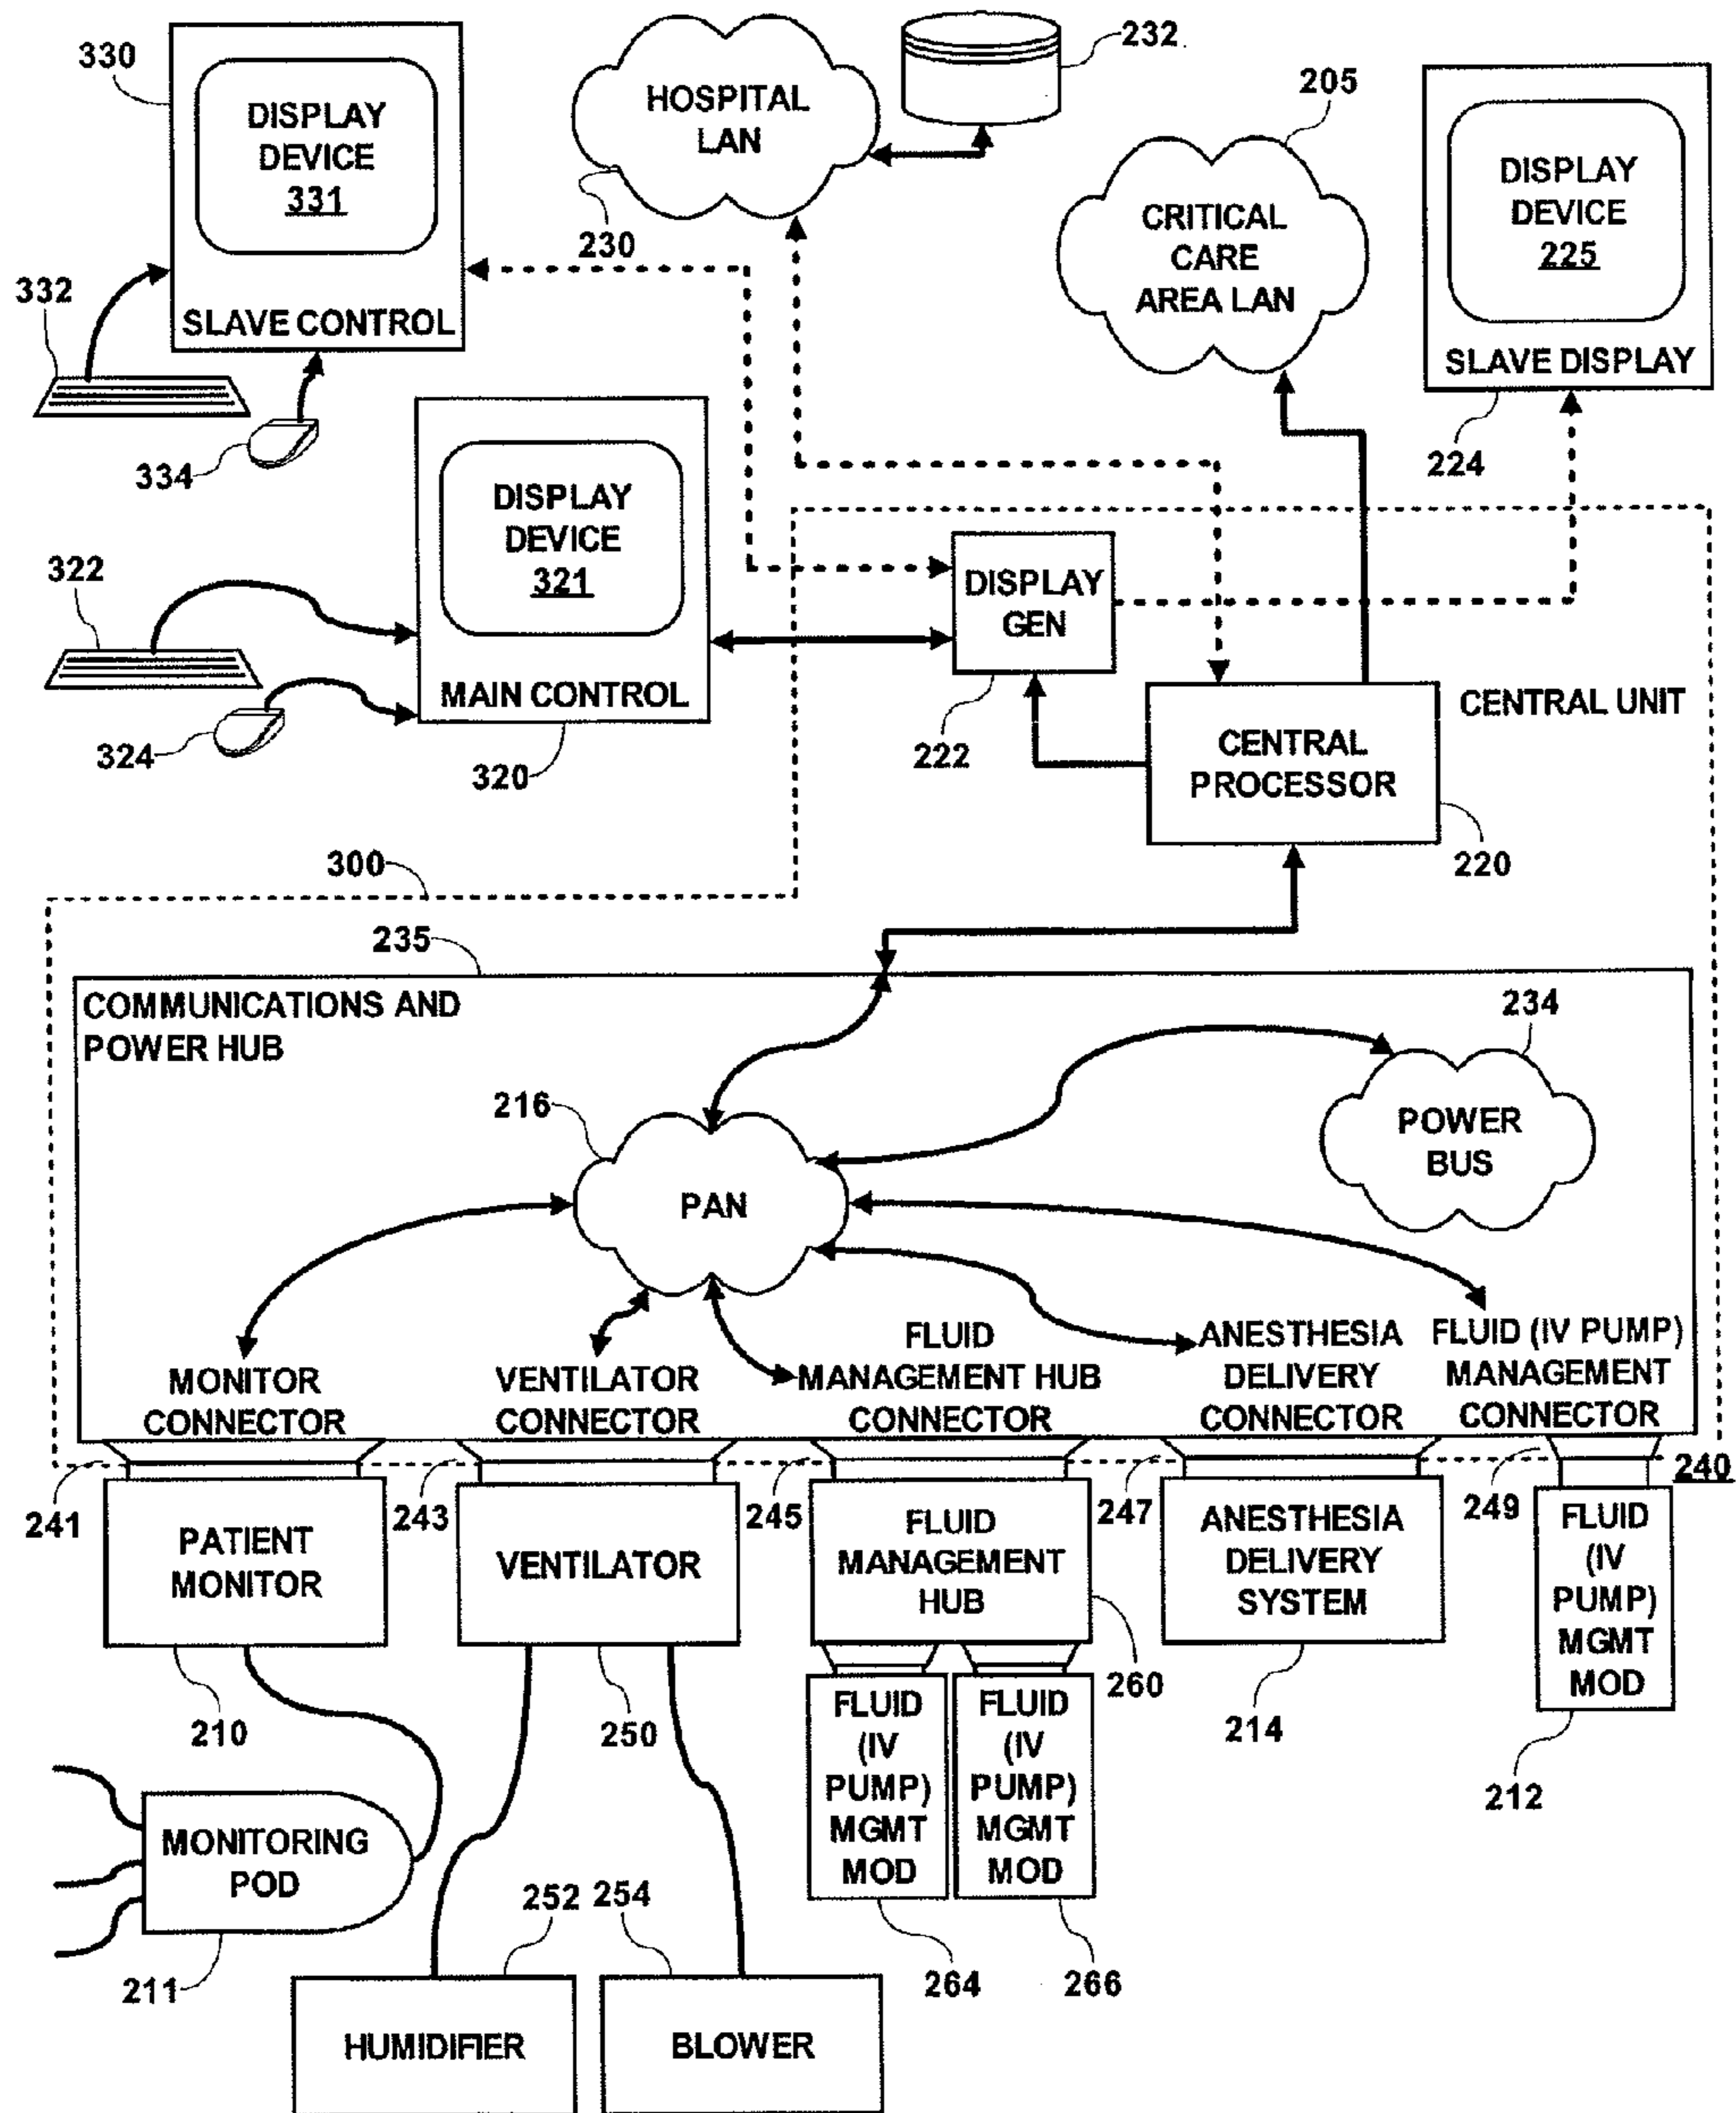 330
DISPLAY
DEVICE
331
SLAVE CONTROL
332
334
HOSPITAL
LAN
230
232
205
CRITICAL
CARE
AREA LAN
DISPLAY
DEVICE
225
SLAVE DISPLAY
224
322
324
DISPLAY
DEVICE
321
MAIN CONTROL
320
DISPLAY
GEN
222
CENTRAL UNIT
CENTRAL
PROCESSOR
220
300
235
COMMUNICATIONS AND
POWER HUB
234
POWER
BUS
216
PAN
MONITOR
CONNECTOR
VENTILATOR
CONNECTOR
FLUID
MANAGEMENT HUB
CONNECTOR
ANESTHESIA
DELIVERY
CONNECTOR
FLUID (IV PUMP)
MANAGEMENT
CONNECTOR
241
243
245
247
249
240
PATIENT
MONITOR
210
VENTILATOR
250
FLUID
MANAGEMENT
HUB
260
ANESTHESIA
DELIVERY
SYSTEM
214
FLUID
(IV
PUMP)
MGMT
MOD
212
MONITORING
POD
211
FLUID
(IV
PUMP)
MGMT
MOD
264
FLUID
(IV
PUMP)
MGMT
MOD
266
252
254
HUMIDIFIER
BLOWER